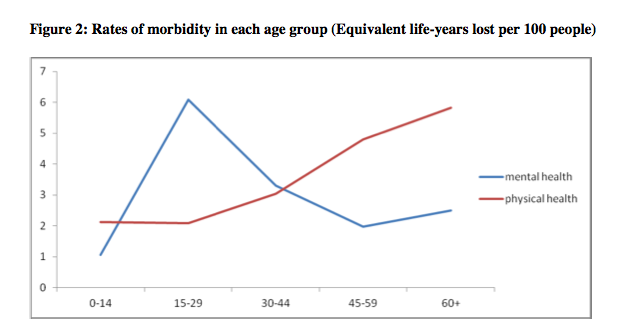 Figure 2: Rates of morbidity in each age group (Equivalent life-years lost per 100 people)
7
6
5
4
3
2
1
0
mental health
physical health
0-14 15-29 30-44 45-59 60+